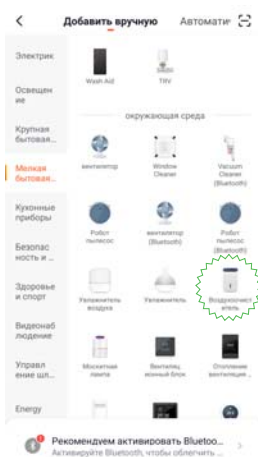 Добавить вручную
Автомати
Электрик
Освещен
ие
Крупная
бытовая...
Мелкая
бытовая...
Кухонные
приборы
Безопас
ность и ...
Здоровье
и спорт
Видеонаб
людение
Управл
ение шл...
Energy
Wash Aid
TRV
окружающая среда
вентилятор
Window
Cleaner
Vacuum
Cleaner
(Bluetooth)
Робот
пылесос
вентилятор
(Bluetooth)
Робот
пылесос
(Bluetooth)
Увлажнитель
воздуха
Увлажнитель
Воздухоочист
итель
Москитная
лампа
Вентиляц
ионный блок
Отопление
вентиляция ..
Рекомендуем активировать Bluetoo...
Активируйте Bluetooth, чтобы облегчить ...